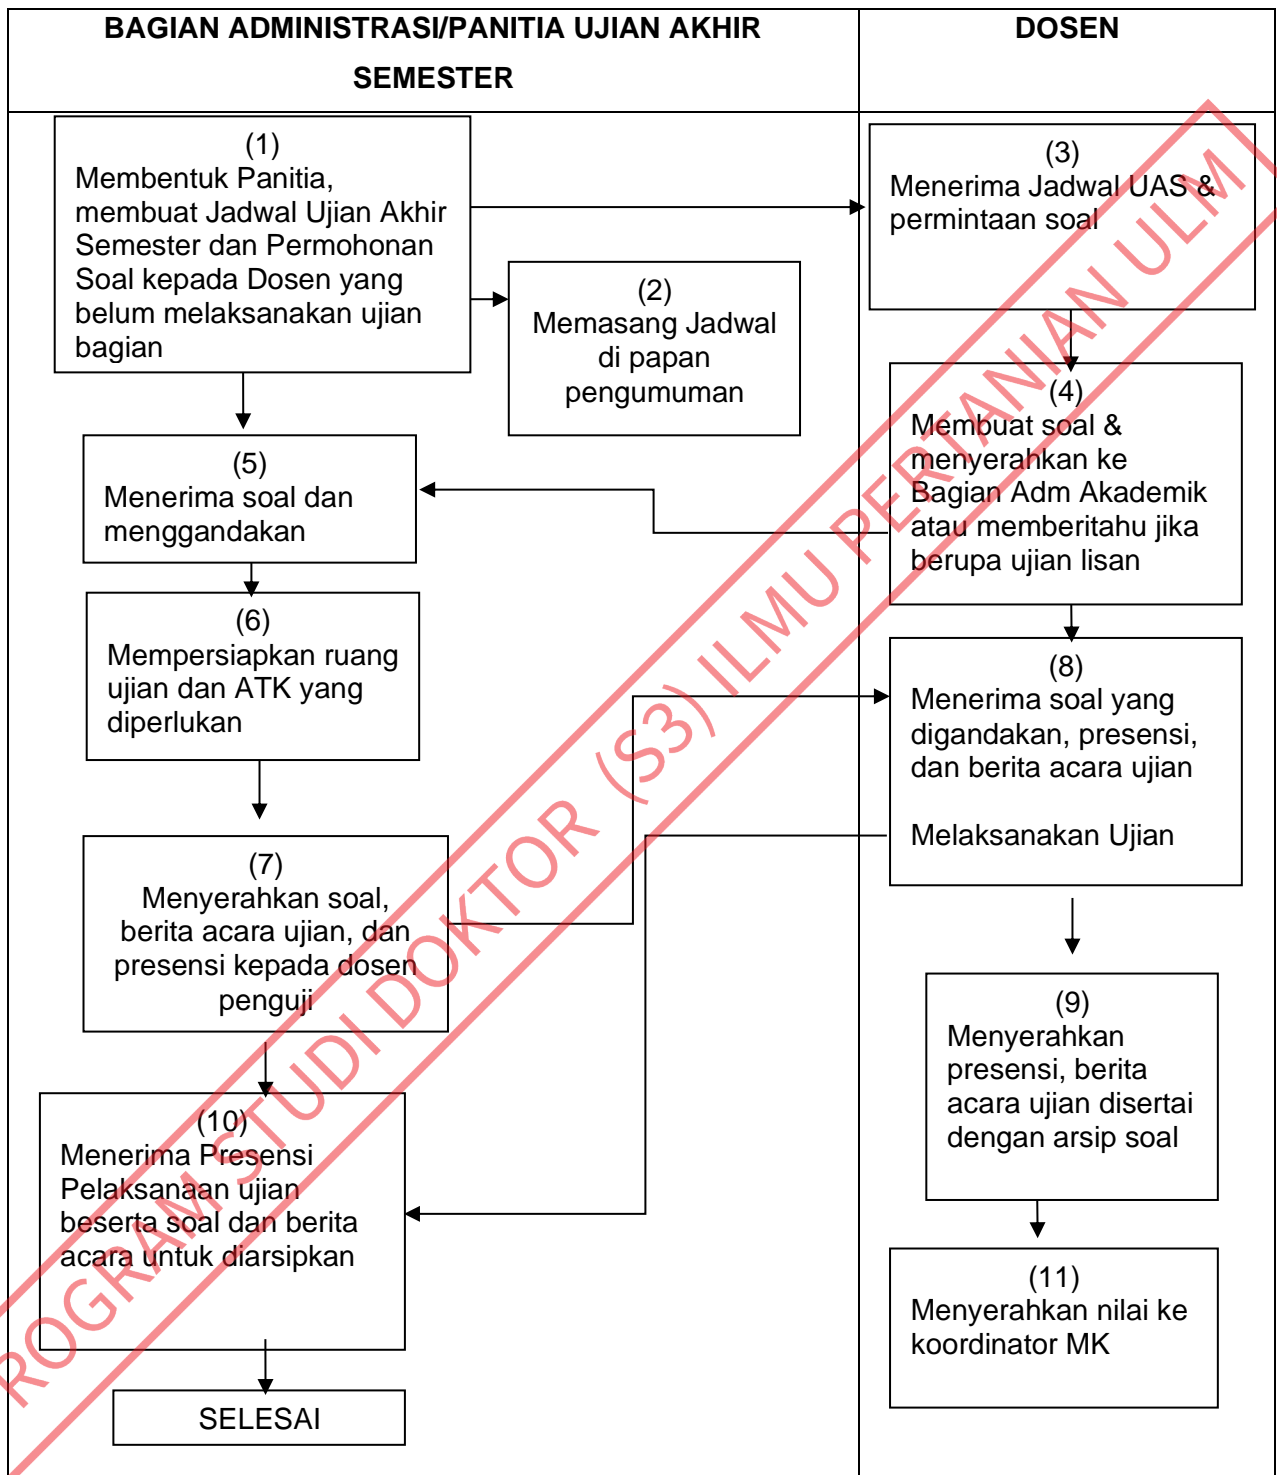 BAGIAN ADMINISTRASI/PANITIA UJIAN AKHIR
SEMESTER
DOSEN
(1)
Membentuk Panitia,
membuat Jadwal Ujian Akhir
Semester dan Permohonan
Soal kepada Dosen yang
belum melaksanakan ujian
bagian
(2)
Memasang Jadwal
di papan
pengumuman
(3)
Menerima Jadwal UAS &
permintaan soal
(4)
Membuat soal &
menyerahkan ke
Bagian Adm Akademik
atau memberitahu jika
berupa ujian lisan
(5)
Menerima soal dan
menggandakan
(6)
Mempersiapkan ruang
ujian dan ATK yang
diperlukan
(7)
Menyerahkan soal,
berita acara ujian, dan
presensi kepada dosen
penguji
(8)
Menerima soal yang
digandakan, presensi,
dan berita acara ujian
Melaksanakan Ujian
(9)
Menyerahkan
presensi, berita
acara ujian disertai
dengan arsip soal
(10)
Menerima Presensi
Pelaksanaan ujian
beserta soal dan berita
acara untuk diarsipkan
(11)
Menyerahkan nilai ke
koordinator MK
SELESAI
ROGRAM STUDI DOKTOR (S3) ILMU PERTANIAN ULM